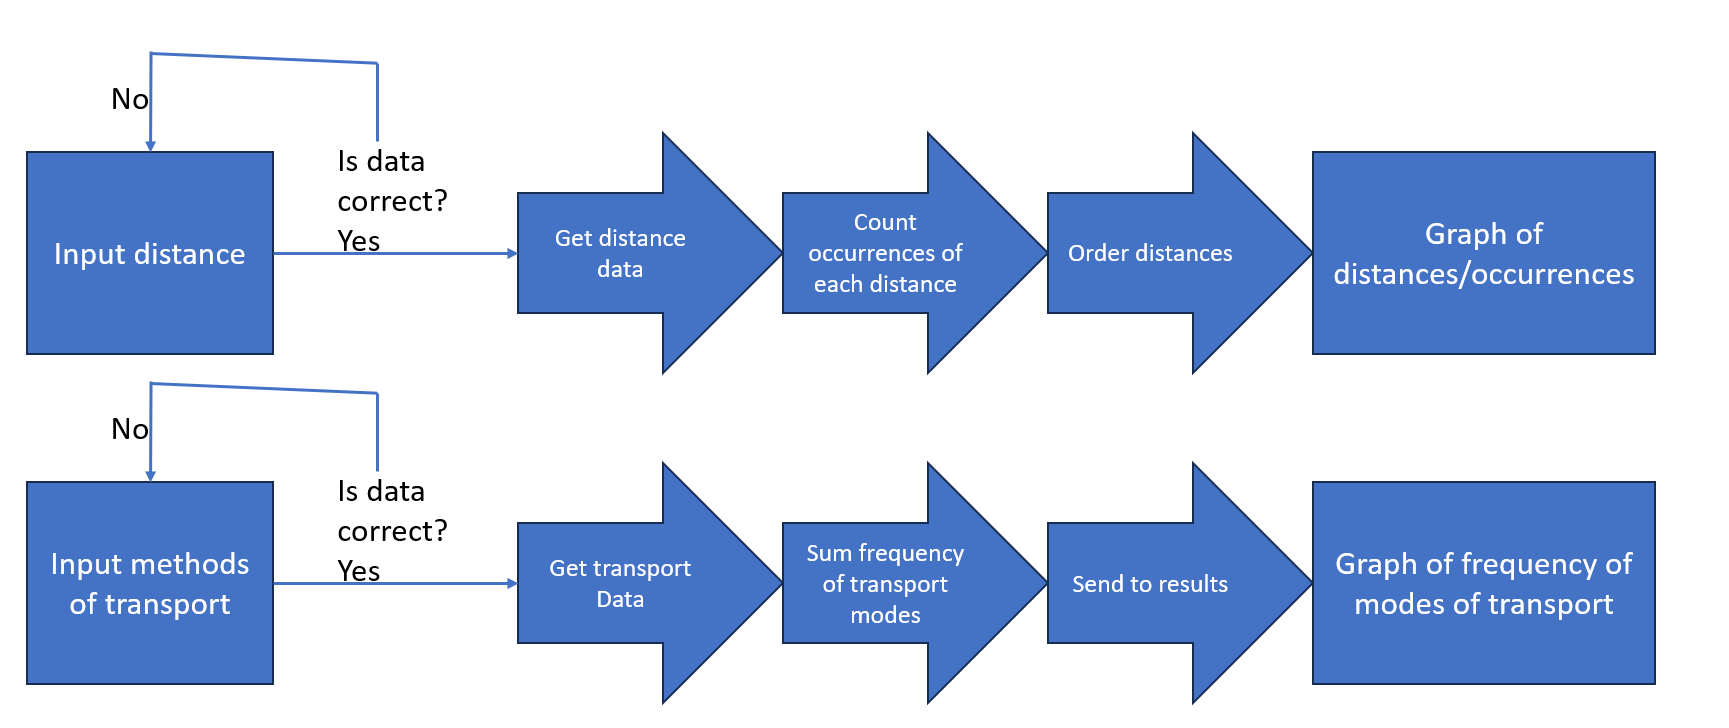 No
Is data
correct?
Yes
Input distance
Get distance
data
Count
occurrences of
each distance
Order distances
Graph of
distances/occurrences
No
Is data
correct?
Yes
Input methods
of transport
Get transport
Data
Sum frequency
of transport
modes
Send to results
Graph of frequency of
modes of transport